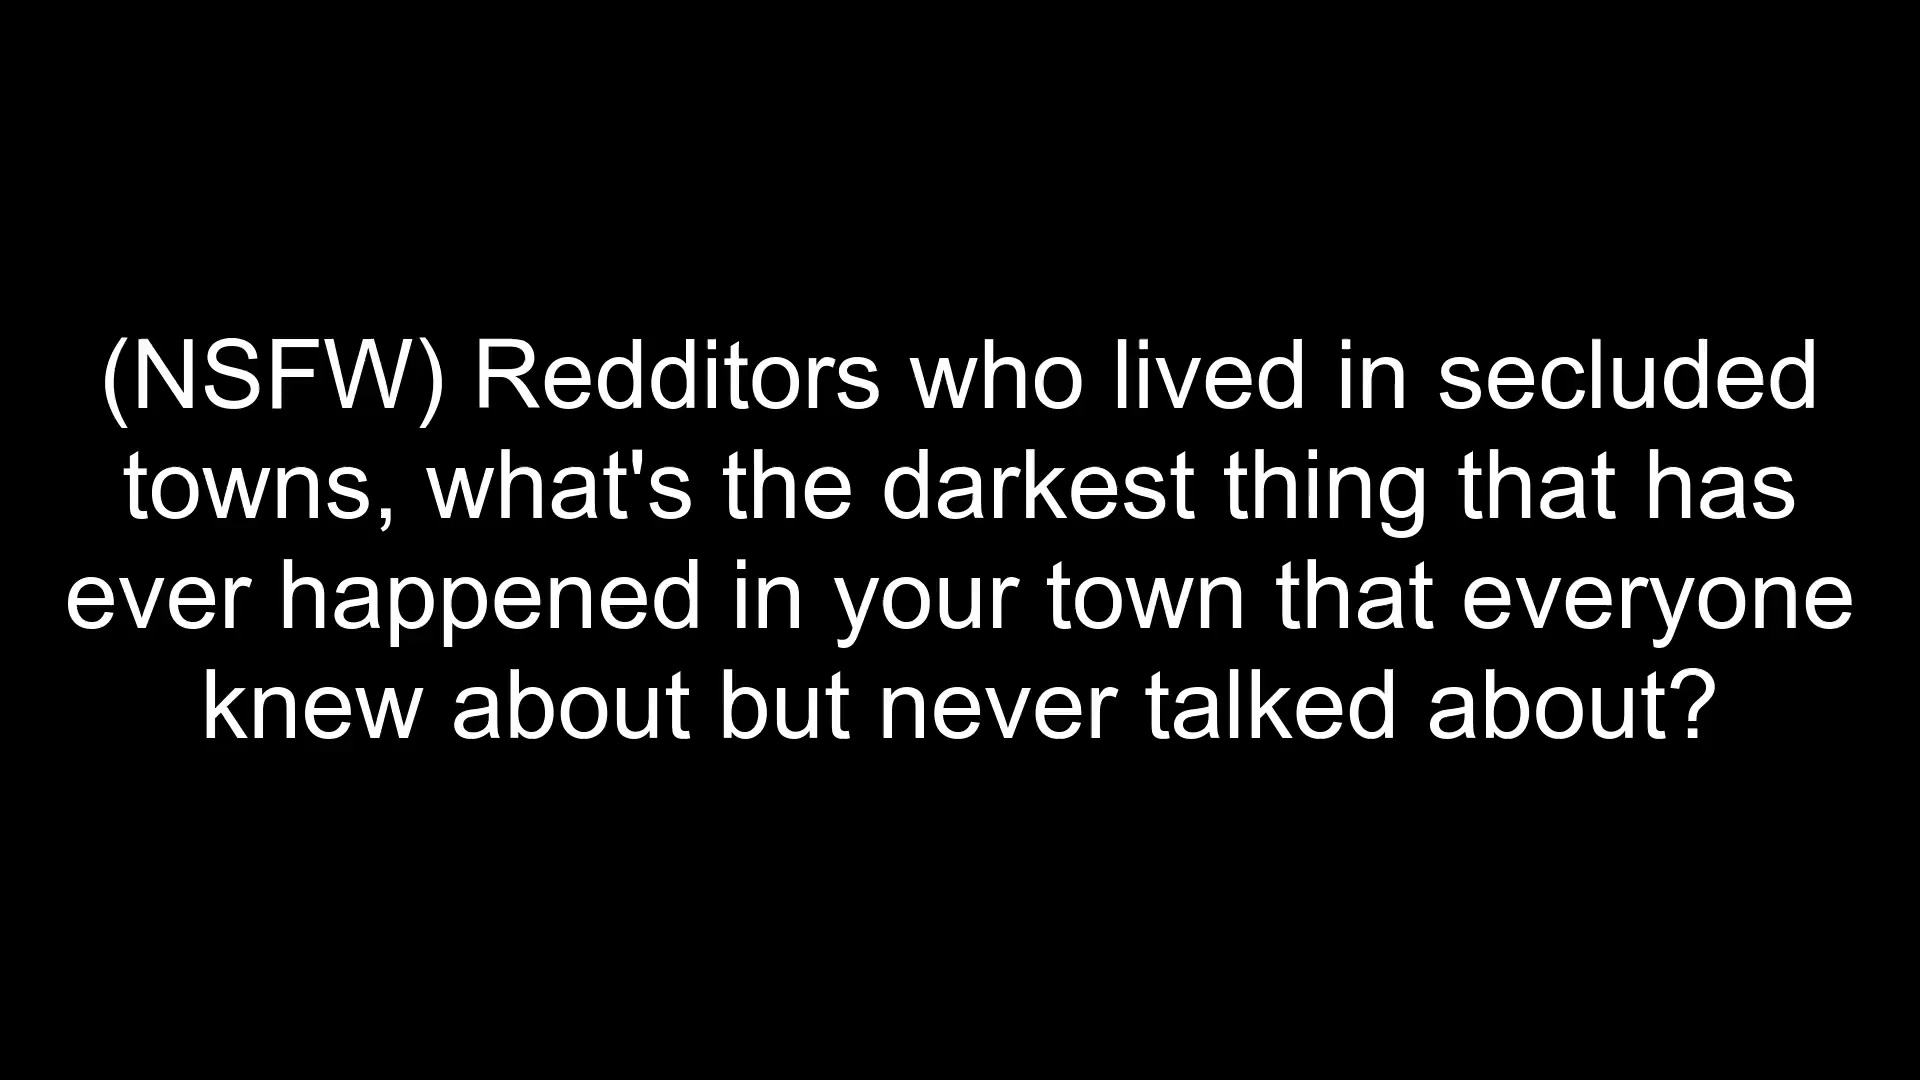 (NSFW) Redditors who lived in secluded
towns, what's the darkest thing that has
ever happened in your town that everyone
knew about but never talked about?